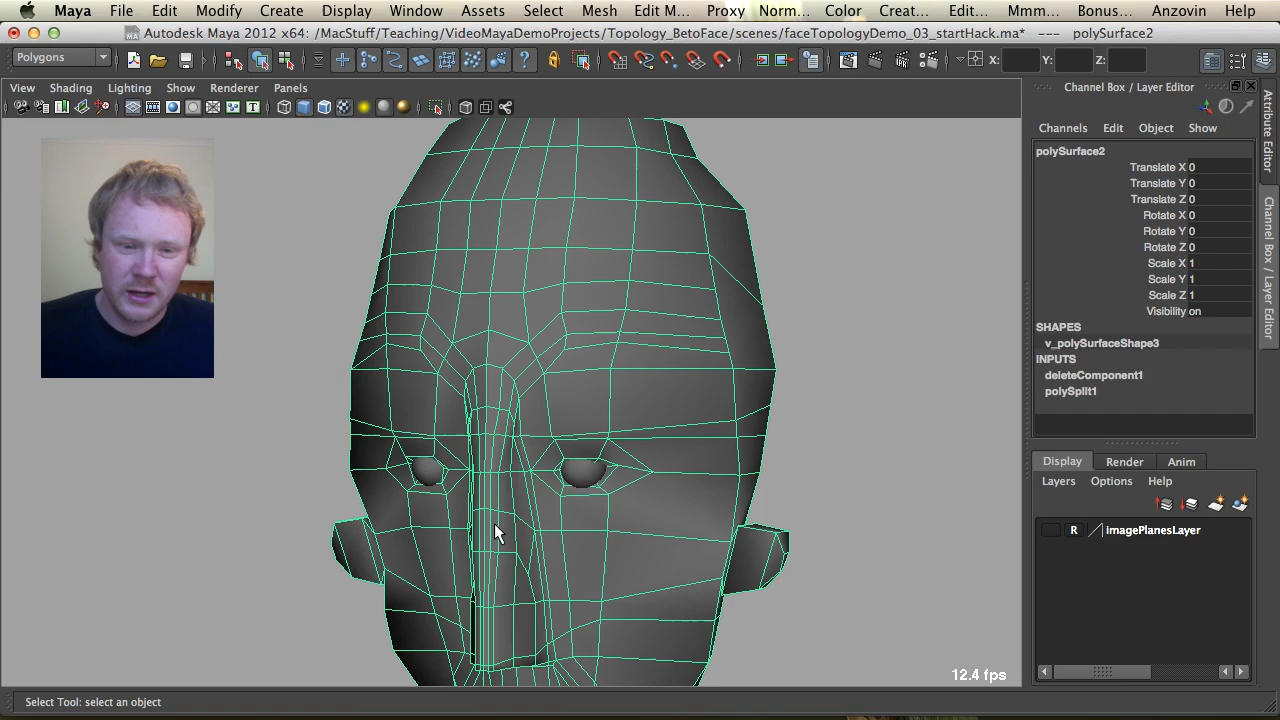 Maya File Edit Modify Create Display Window Assets Select Mesh Edit M... Proxy Norm... Color Create... Edit... Mmm... Bonus... Anzovin Help
Autodesk Maya 2012 x64: /MacStuff/Teaching/VideoMayaDemoProjects/Topology_BetoFace/scenes/faceTopologyDemo_03_startHack.ma* --- polySurface2
Polygons X: Y: Z:
View Shading Lighting Show Renderer Panels
Channel Box / Layer Editor
Channels Edit Object Show
polySurface2
Translate X 0
Translate Y 0
Translate Z 0
Rotate X 0
Rotate Y 0
Rotate Z 0
Scale X 1
Scale Y 1
Scale Z 1
Visibility on
SHAPES
v_polySurfaceShape3
INPUTS
deleteComponent1
polySplit1
Display Render Anim
Layers Options Help
R imagePlanesLayer
Attribute Editor
Channel Box / Layer Editor
12.4 fps
Select Tool: select an object